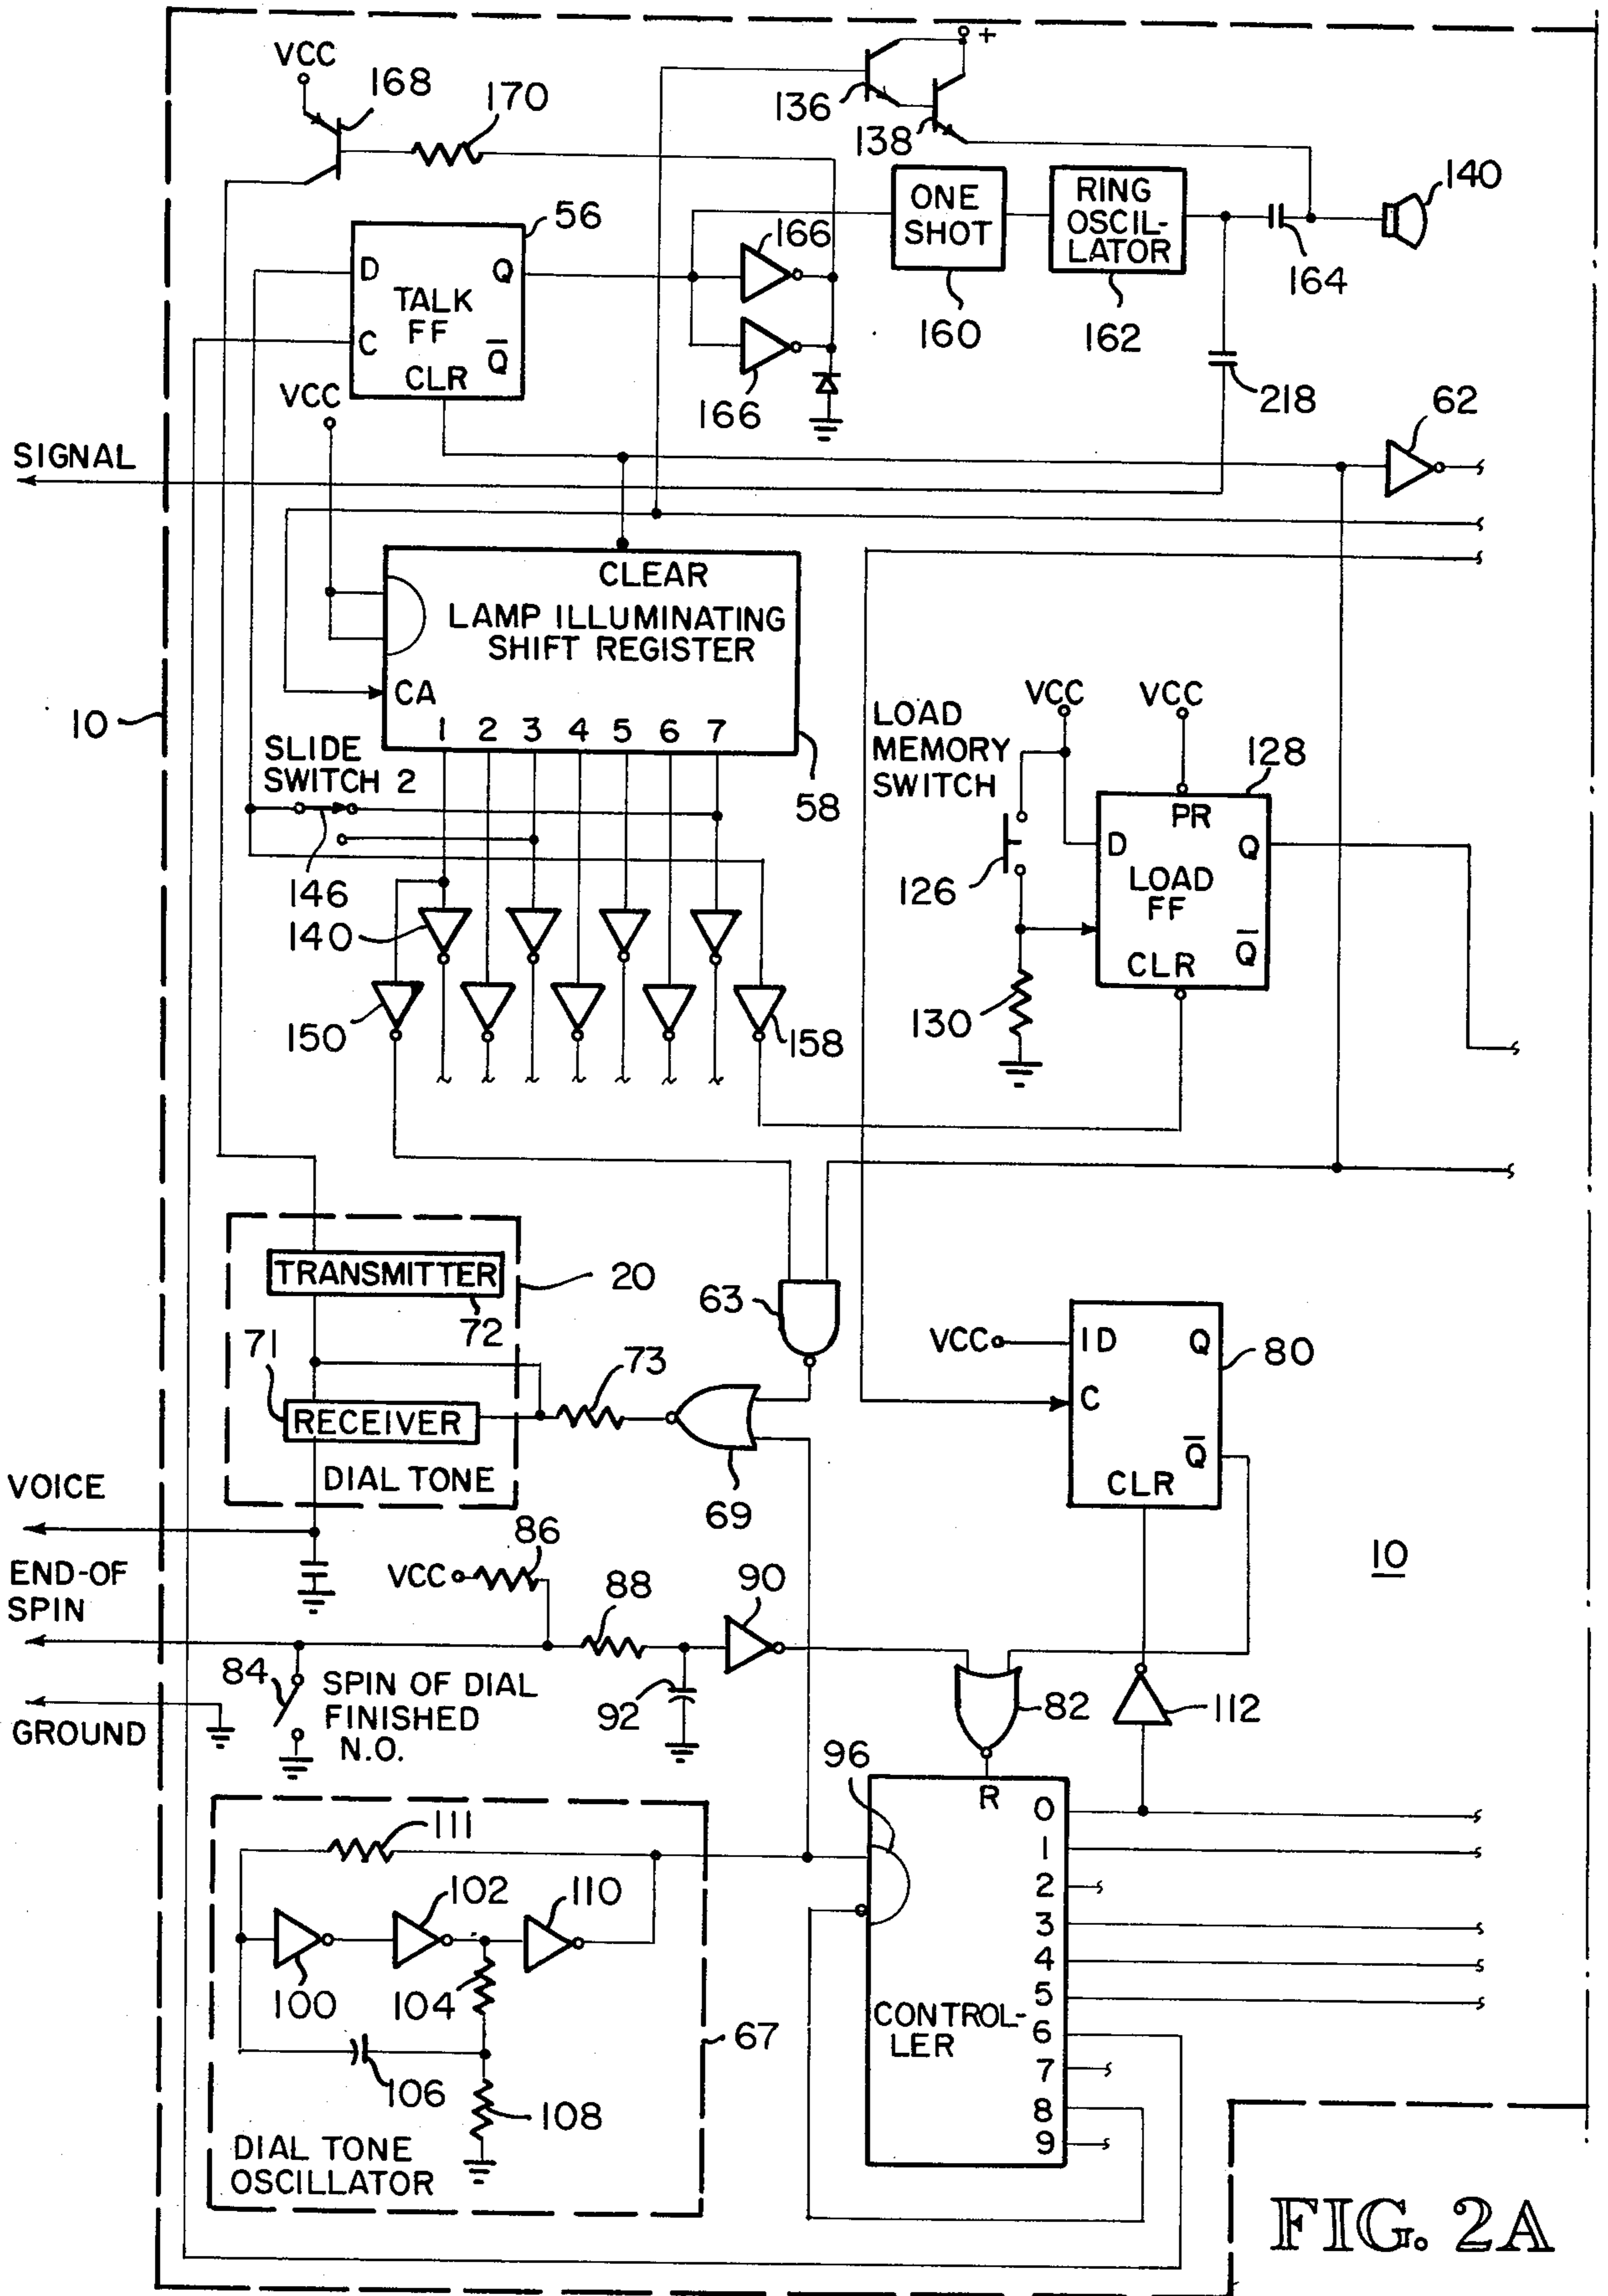 VCC
168
170
+
136
138
56
D
Q
TALK
FF
C
Q
CLR
166
166
ONE
SHOT
160
RING
OSCIL-
LATOR
162
164
140
218
62
VCC
SIGNAL
CLEAR
LAMP ILLUMINATING
SHIFT REGISTER
CA
1 2 3 4 5 6 7
58
10
SLIDE
SWITCH 2
146
140
150
158
LOAD
MEMORY
SWITCH
VCC
VCC
128
PR
D
Q
LOAD
FF
Q
CLR
126
130
TRANSMITTER
72
20
71
RECEIVER
DIAL TONE
73
63
69
VCC
ID
Q
C
Q
CLR
80
10
VOICE
END-OF
SPIN
GROUND
VCC
86
88
90
84
SPIN OF DIAL
FINISHED
N.O.
92
82
112
96
R
0
1
2
3
4
5
6
7
8
9
CONTROL-
LER
111
100
102
110
104
106
108
67
DIAL TONE
OSCILLATOR
FIG. 2A